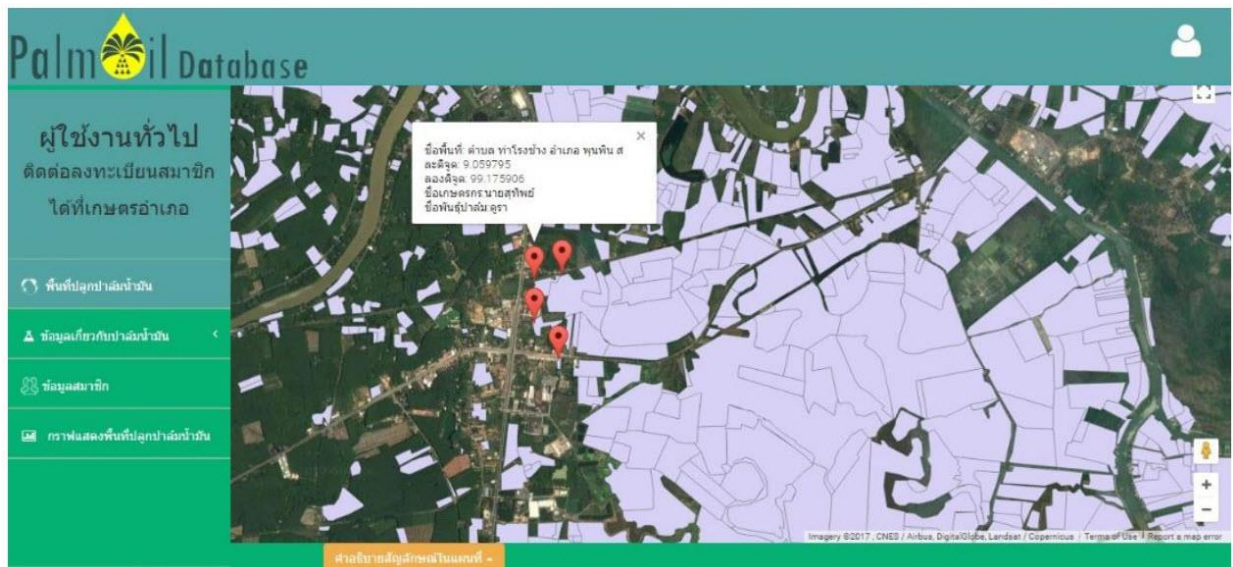 Palm Oil Database
ผู้ใช้งานทั่วไป
ติดต่อลงทะเบียนสมาชิก
ได้ที่เกษตรอำเภอ
พื้นที่ปลูกปาล์มน้ำมัน
ข้อมูลเกี่ยวกับปาล์มน้ำมัน
ข้อมูลสมาชิก
กราฟแสดงพื้นที่ปลูกปาล์มน้ำมัน
ชื่อพื้นที่: ตำบล ท่าโรงช้าง อำเภอ พุนพิน ส
ละติจูด: 9.059795
ลองติจูด: 99.175906
ชื่อเกษตรกร:นายสุทิพย์
ชื่อพันธุ์ปาล์ม:ดูรา
Imagery ©2017 , CNES / Airbus, DigitalGlobe, Landsat / Copernicus
Terms of Use
Report a map error
คำอธิบายสัญลักษณ์ในแผนที่